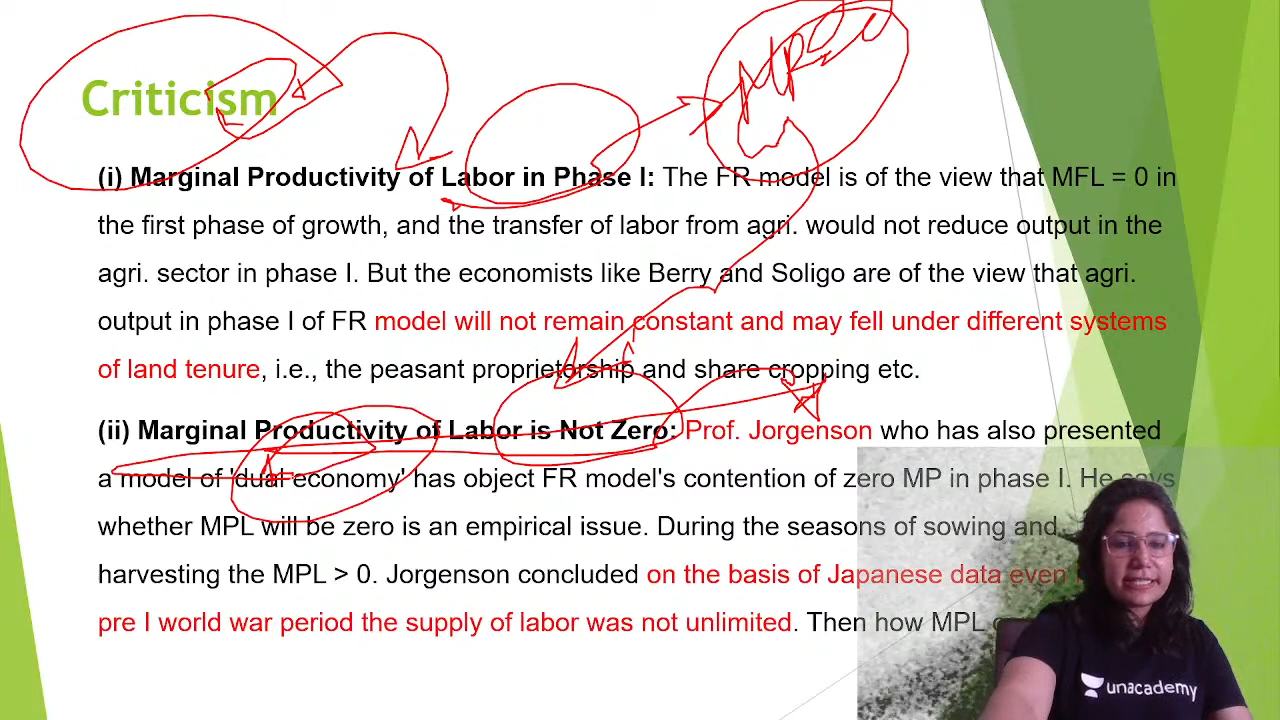 Criticism
MP
(i) Marginal Productivity of Labor in Phase I: The FR model is of the view that MFL = 0 in
the first phase of growth, and the transfer of labor from agri. would not reduce output in the
agri. sector in phase I. But the economists like Berry and Soligo are of the view that agri.
output in phase I of FR model will not remain constant and may fell under different systems
of land tenure, i.e., the peasant proprietorship and share cropping etc.
(ii) Marginal Productivity of Labor is Not Zero: Prof. Jorgenson who has also presented
a model of 'dual economy' has object FR model's contention of zero MP in phase I. He says
whether MPL will be zero is an empirical issue. During the seasons of sowing and
harvesting the MPL > 0. Jorgenson concluded on the basis of Japanese data even
pre I world war period the supply of labor was not unlimited. Then how MPL
unacademy